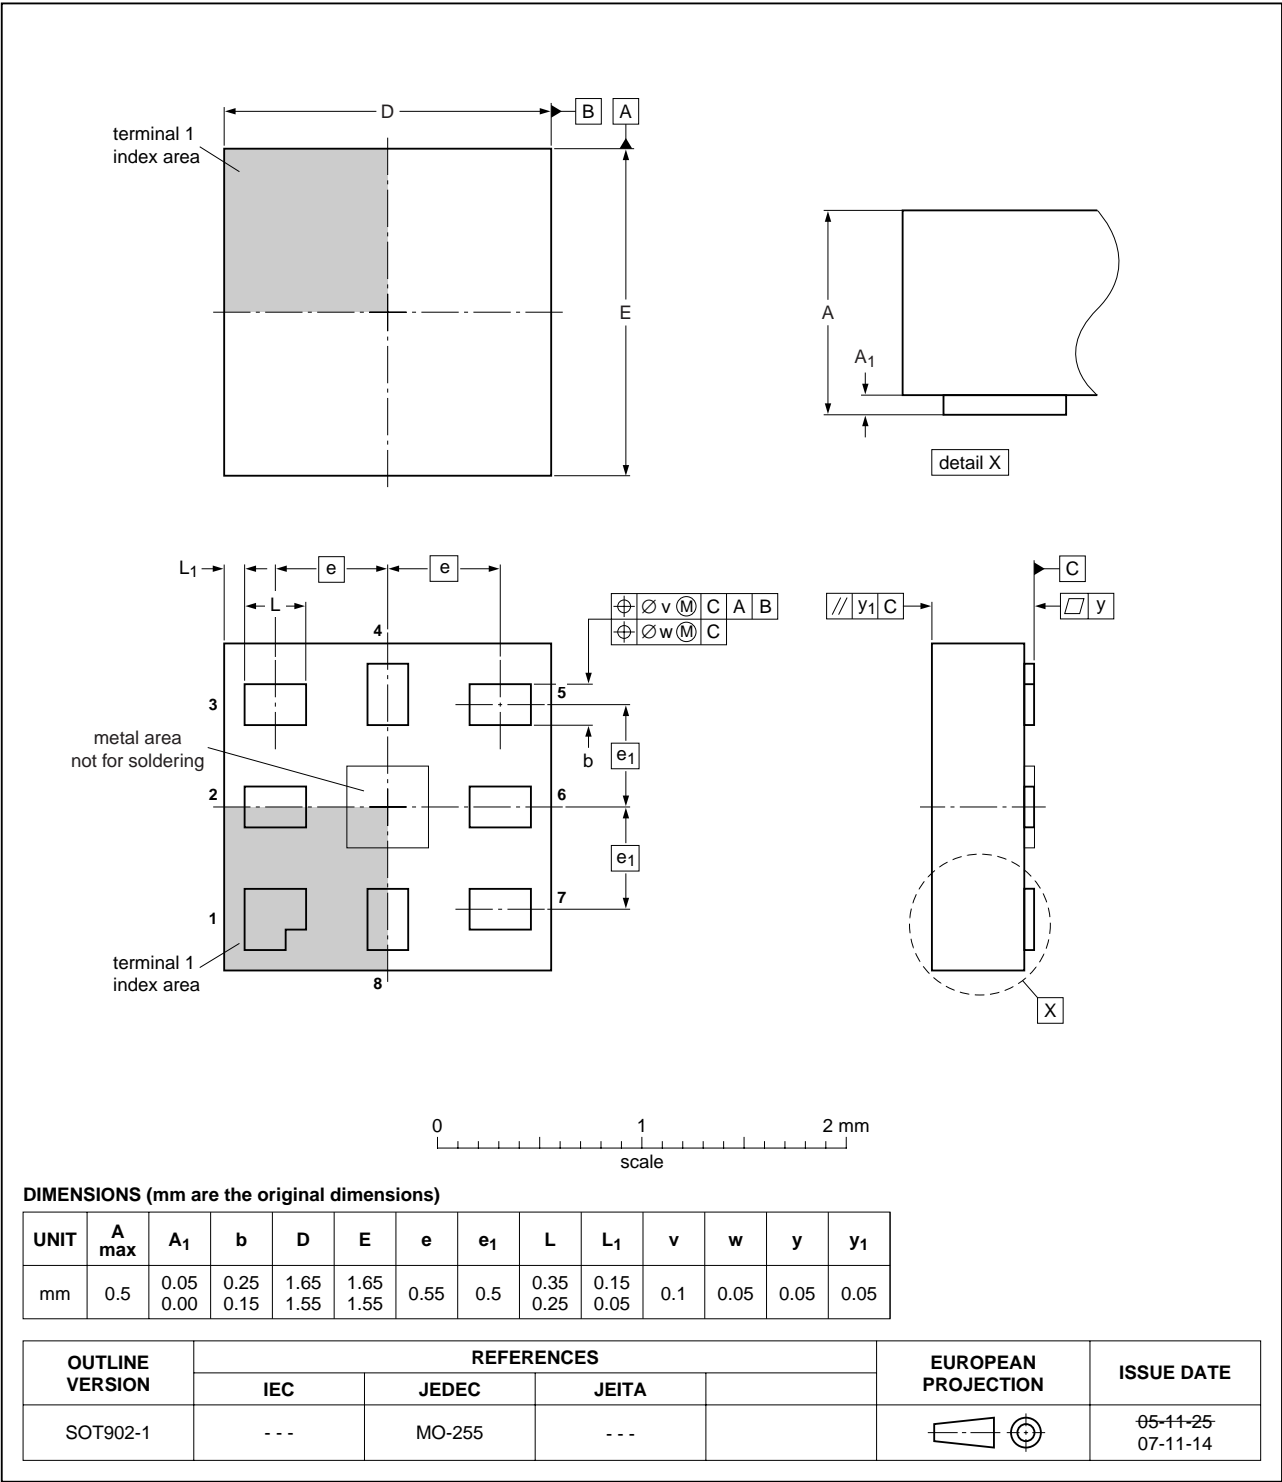 D
B
A
terminal 1
index area
E
A
A1
detail X
L1
e
e
C
L
⌖ ∅ v Ⓜ C A B
⌖ ∅ w Ⓜ C
// y1 C
▱ y
4
3
5
metal area
not for soldering
b
e1
2
6
e1
1
7
terminal 1
index area
8
X
0 1 2 mm
scale
DIMENSIONS (mm are the original dimensions)
UNIT A max A1 b D E e e1 L L1 v w y y1
mm 0.5 0.05 0.00 0.25 0.15 1.65 1.55 1.65 1.55 0.55 0.5 0.35 0.25 0.15 0.05 0.1 0.05 0.05 0.05
OUTLINE VERSION REFERENCES EUROPEAN PROJECTION ISSUE DATE
IEC JEDEC JEITA
SOT902-1 - - - MO-255 - - - 05-11-25
07-11-14